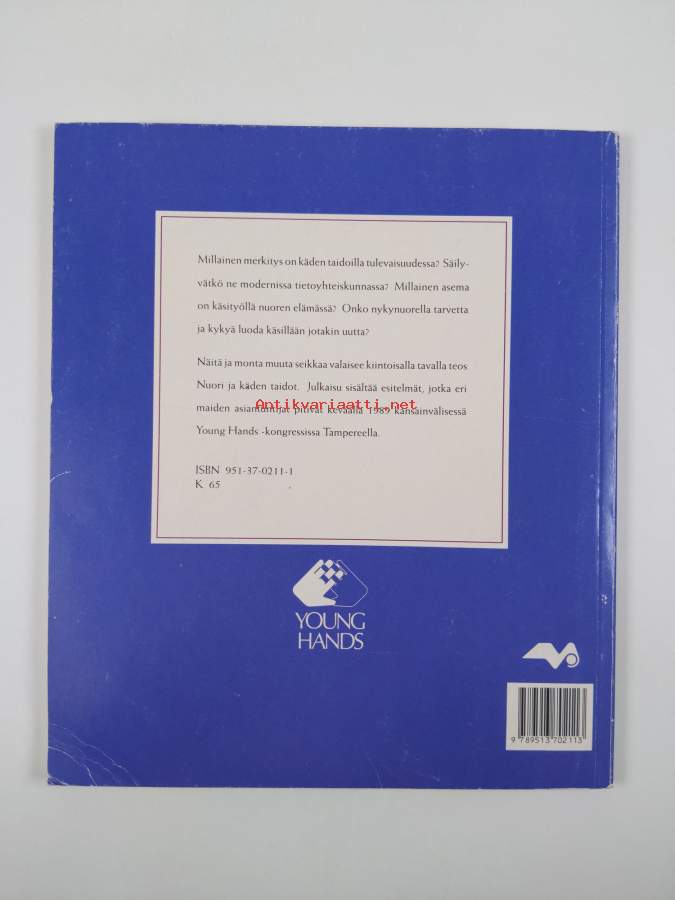 Millainen merkitys on käden taidoilla tulevaisuudessa? Säily-
vätkö ne modernissa tietoyhteiskunnassa? Millainen asema
on käsityöllä nuoren elämässä? Onko nykynuorella tarvetta
ja kykyä luoda käsillään jotakin uutta?
Näitä ja monta muuta seikkaa valaisee kiintoisalla tavalla teos
Nuori ja käden taidot. Julkaisu sisältää esitelmät, jotka eri
Antikvariaatti.net
maiden asiantuntijat pitivät keväällä 1989 kansainvälisessä
Young Hands -kongressissa Tampereella.
ISBN 951-37-0211-1
K 65
YOUNG
HANDS
9 789513 702113